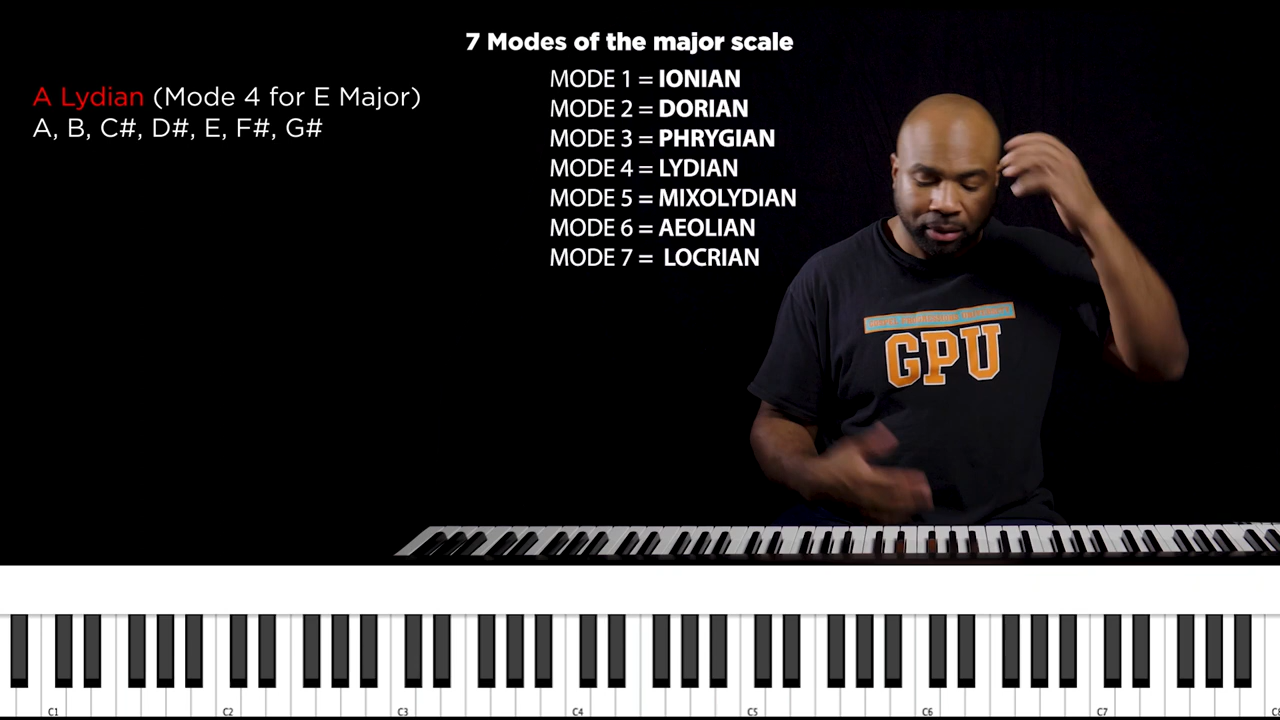 7 Modes of the major scale
A Lydian (Mode 4 for E Major)
A, B, C#, D#, E, F#, G#
MODE 1 = IONIAN
MODE 2 = DORIAN
MODE 3 = PHRYGIAN
MODE 4 = LYDIAN
MODE 5 = MIXOLYDIAN
MODE 6 = AEOLIAN
MODE 7 = LOCRIAN
GPU
C1 C2 C3 C4 C5 C6 C7